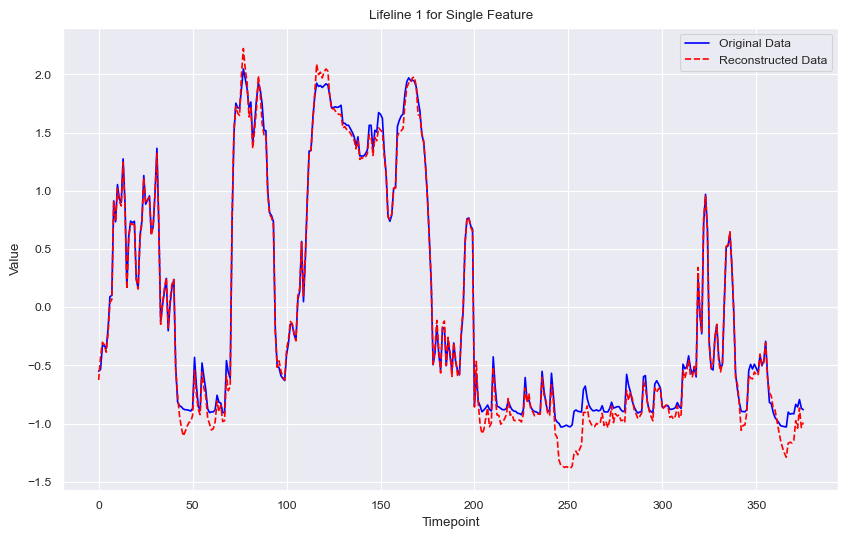 Lifeline 1 for Single Feature
Original Data
Reconstructed Data
Value
2.0
1.5
1.0
0.5
0.0
−0.5
−1.0
−1.5
0 50 100 150 200 250 300 350
Timepoint